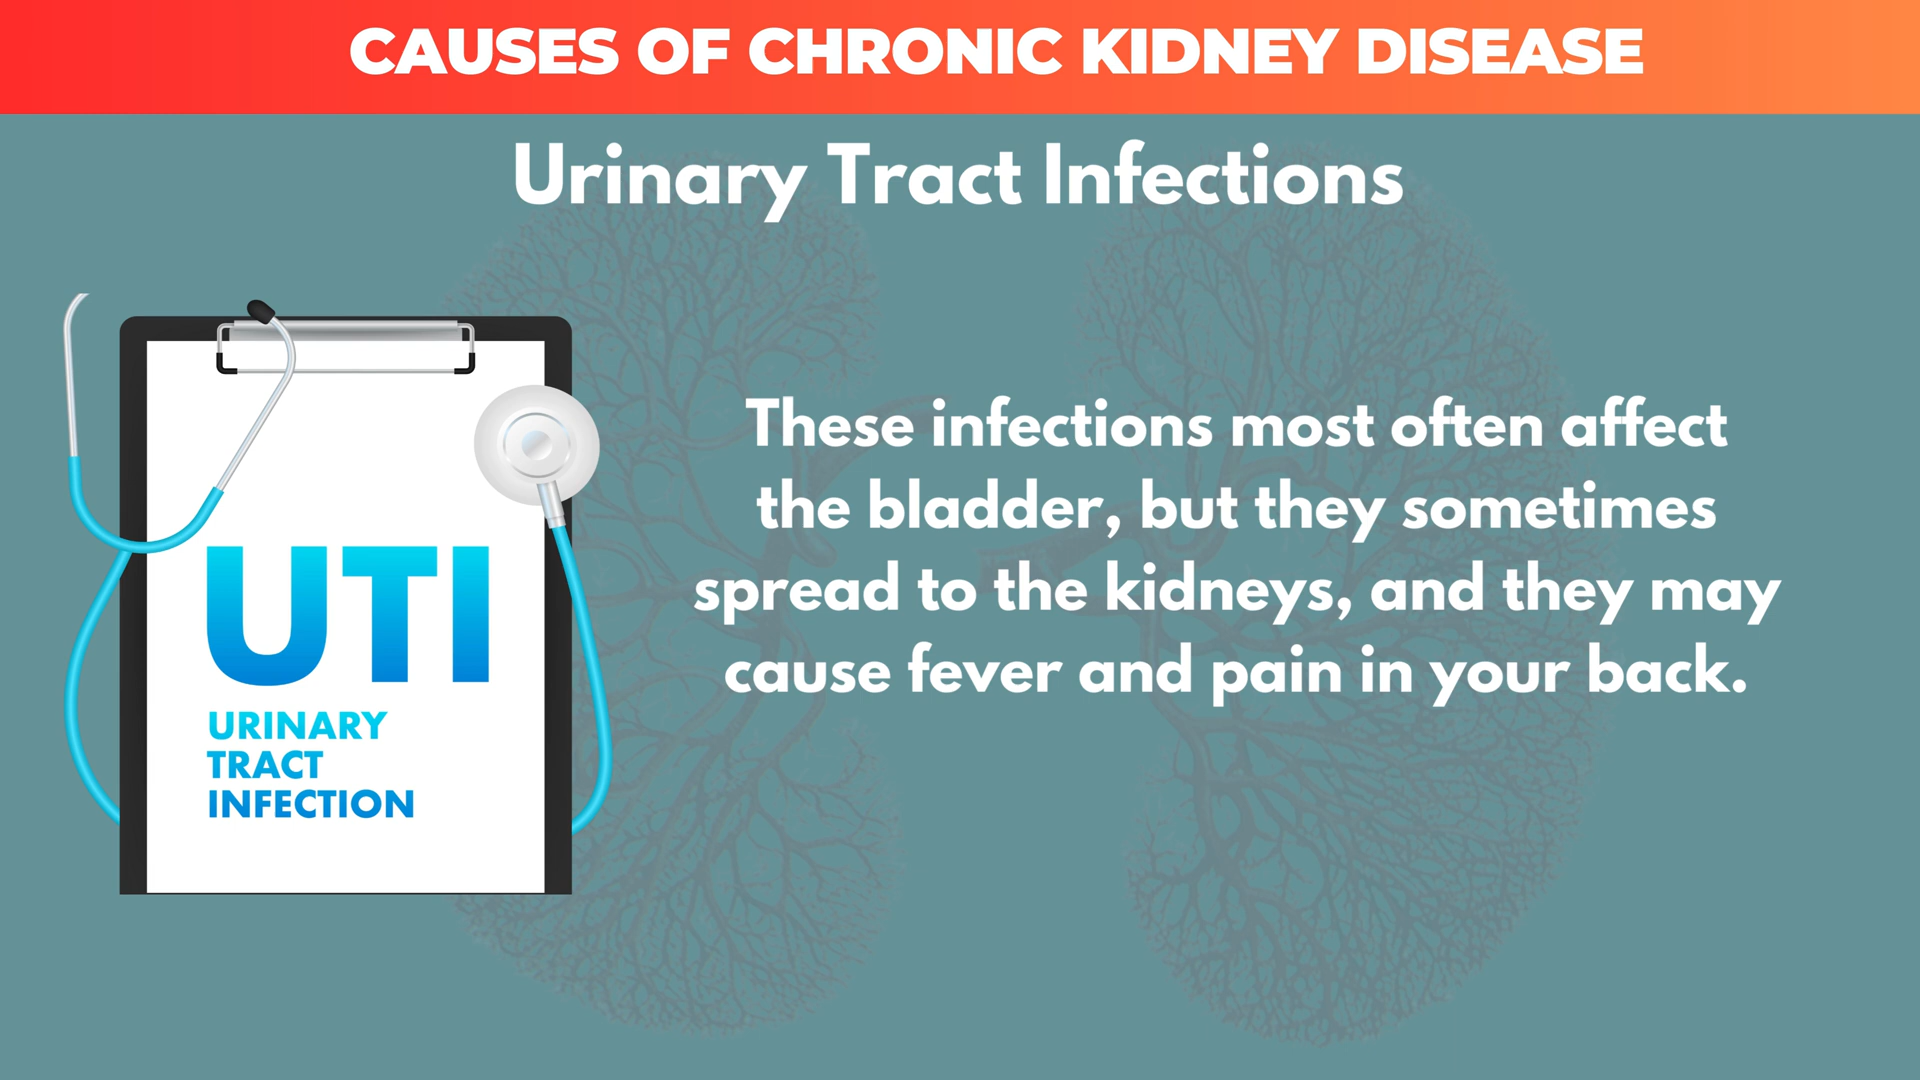 CAUSES OF CHRONIC KIDNEY DISEASE
Urinary Tract Infections
These infections most often affect
the bladder, but they sometimes
spread to the kidneys, and they may
cause fever and pain in your back.
UTI
URINARY
TRACT
INFECTION